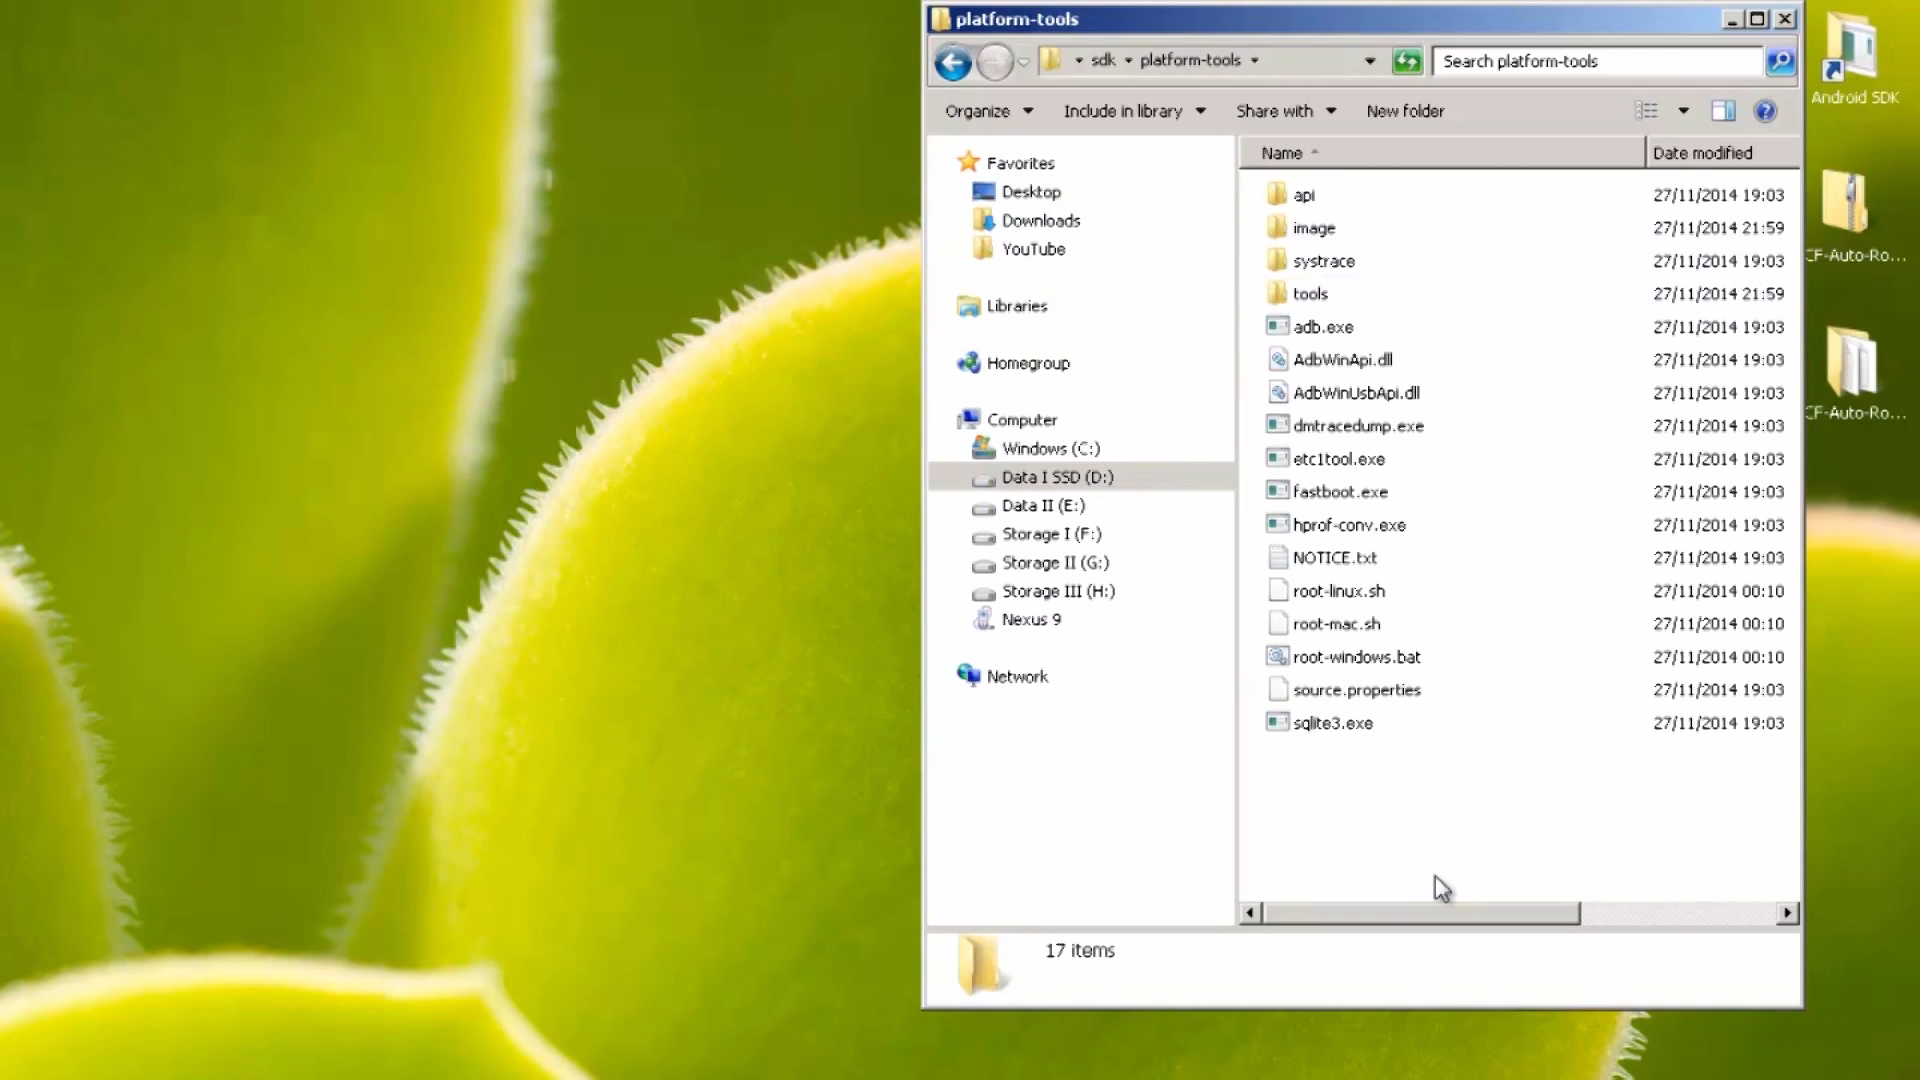 platform-tools
sdk platform-tools
Search platform-tools
Organize Include in library Share with New folder
Name Date modified
Favorites
Desktop
Downloads
YouTube
Libraries
Homegroup
Computer
Windows (C:)
Data I SSD (D:)
Data II (E:)
Storage I (F:)
Storage II (G:)
Storage III (H:)
Nexus 9
Network
api 27/11/2014 19:03
image 27/11/2014 21:59
systrace 27/11/2014 19:03
tools 27/11/2014 21:59
adb.exe 27/11/2014 19:03
AdbWinApi.dll 27/11/2014 19:03
AdbWinUsbApi.dll 27/11/2014 19:03
dmtracedump.exe 27/11/2014 19:03
etc1tool.exe 27/11/2014 19:03
fastboot.exe 27/11/2014 19:03
hprof-conv.exe 27/11/2014 19:03
NOTICE.txt 27/11/2014 19:03
root-linux.sh 27/11/2014 00:10
root-mac.sh 27/11/2014 00:10
root-windows.bat 27/11/2014 00:10
source.properties 27/11/2014 19:03
sqlite3.exe 27/11/2014 19:03
17 items
Android SDK
CF-Auto-Ro...
CF-Auto-Ro...